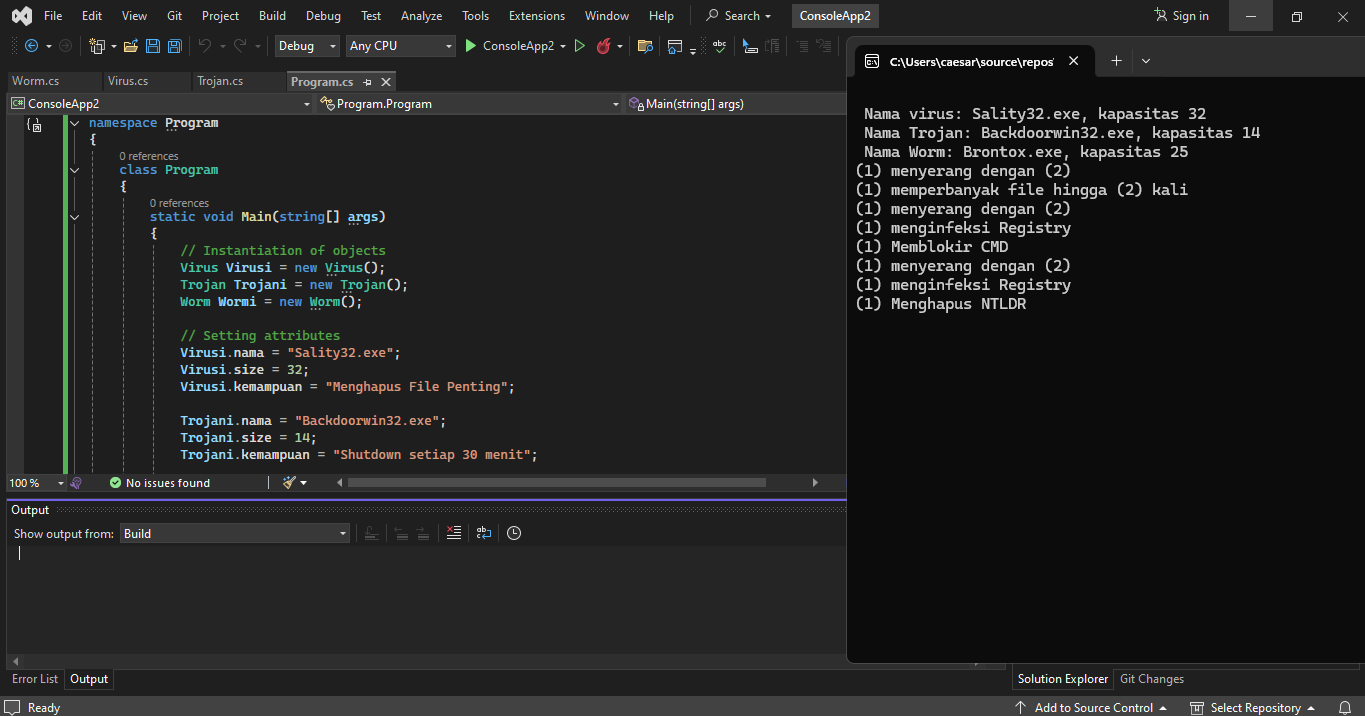 File Edit View Git Project Build Debug Test Analyze Tools Extensions Window Help Search ConsoleApp2 Sign in
Debug Any CPU ConsoleApp2
Worm.cs Virus.cs Trojan.cs Program.cs
ConsoleApp2 Program.Program Main(string[] args)
namespace Program
{
0 references
class Program
{
0 references
static void Main(string[] args)
{
// Instantiation of objects
Virus Virusi = new Virus();
Trojan Trojani = new Trojan();
Worm Wormi = new Worm();
// Setting attributes
Virusi.nama = "Sality32.exe";
Virusi.size = 32;
Virusi.kemampuan = "Menghapus File Penting";
Trojani.nama = "Backdoorwin32.exe";
Trojani.size = 14;
Trojani.kemampuan = "Shutdown setiap 30 menit";
100 % No issues found
Output
Show output from: Build
Error List Output
C:\Users\caesar\source\repos
Nama virus: Sality32.exe, kapasitas 32
Nama Trojan: Backdoorwin32.exe, kapasitas 14
Nama Worm: Brontox.exe, kapasitas 25
(1) menyerang dengan (2)
(1) memperbanyak file hingga (2) kali
(1) menyerang dengan (2)
(1) menginfeksi Registry
(1) Memblokir CMD
(1) menyerang dengan (2)
(1) menginfeksi Registry
(1) Menghapus NTLDR
Solution Explorer Git Changes
Ready Add to Source Control Select Repository